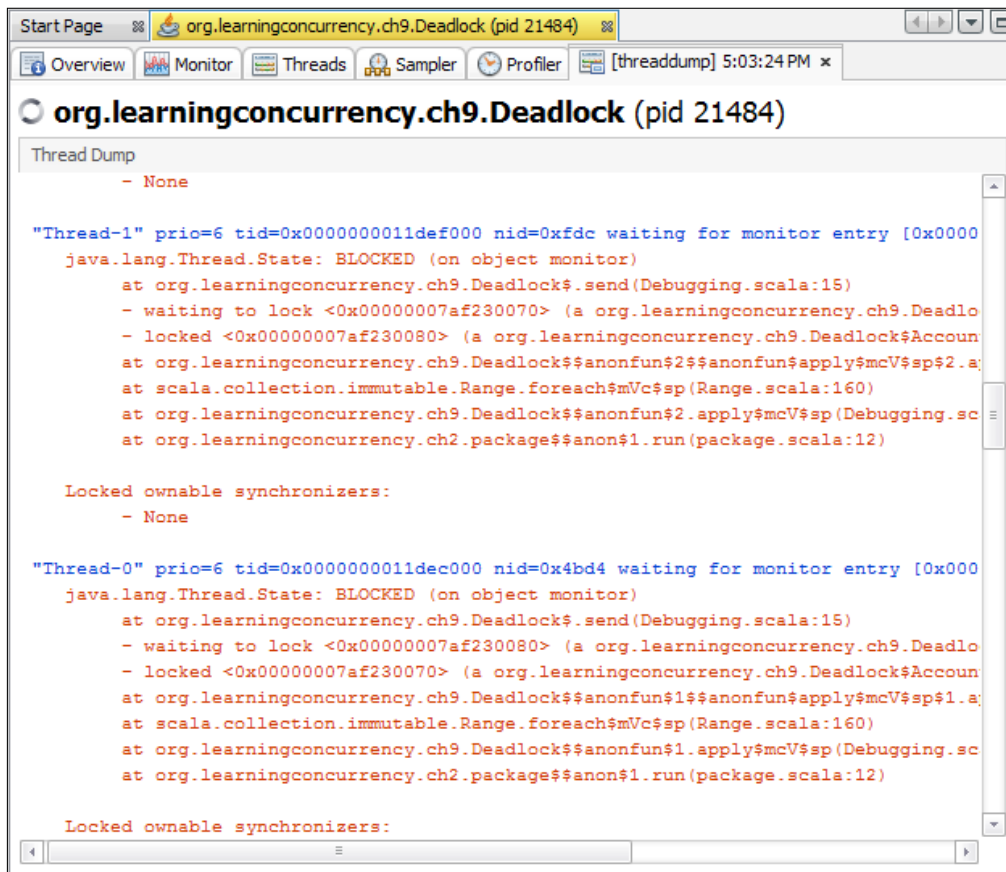 Start Page org.learningconcurrency.ch9.Deadlock (pid 21484)
Overview Monitor Threads Sampler Profiler [threaddump] 5:03:24 PM
org.learningconcurrency.ch9.Deadlock (pid 21484)
Thread Dump
- None
"Thread-1" prio=6 tid=0x0000000011def000 nid=0xfdc waiting for monitor entry [0x0000
java.lang.Thread.State: BLOCKED (on object monitor)
at org.learningconcurrency.ch9.Deadlock$.send(Debugging.scala:15)
- waiting to lock <0x00000007af230070> (a org.learningconcurrency.ch9.Deadlo
- locked <0x00000007af230080> (a org.learningconcurrency.ch9.Deadlock$Accoun
at org.learningconcurrency.ch9.Deadlock$$anonfun$2$$anonfun$apply$mcV$sp$2.a
at scala.collection.immutable.Range.foreach$mVc$sp(Range.scala:160)
at org.learningconcurrency.ch9.Deadlock$$anonfun$2.apply$mcV$sp(Debugging.sc
at org.learningconcurrency.ch2.package$$anon$1.run(package.scala:12)
Locked ownable synchronizers:
- None
"Thread-0" prio=6 tid=0x0000000011dec000 nid=0x4bd4 waiting for monitor entry [0x000
java.lang.Thread.State: BLOCKED (on object monitor)
at org.learningconcurrency.ch9.Deadlock$.send(Debugging.scala:15)
- waiting to lock <0x00000007af230080> (a org.learningconcurrency.ch9.Deadlo
- locked <0x00000007af230070> (a org.learningconcurrency.ch9.Deadlock$Accoun
at org.learningconcurrency.ch9.Deadlock$$anonfun$1$$anonfun$apply$mcV$sp$1.a
at scala.collection.immutable.Range.foreach$mVc$sp(Range.scala:160)
at org.learningconcurrency.ch9.Deadlock$$anonfun$1.apply$mcV$sp(Debugging.sc
at org.learningconcurrency.ch2.package$$anon$1.run(package.scala:12)
Locked ownable synchronizers: